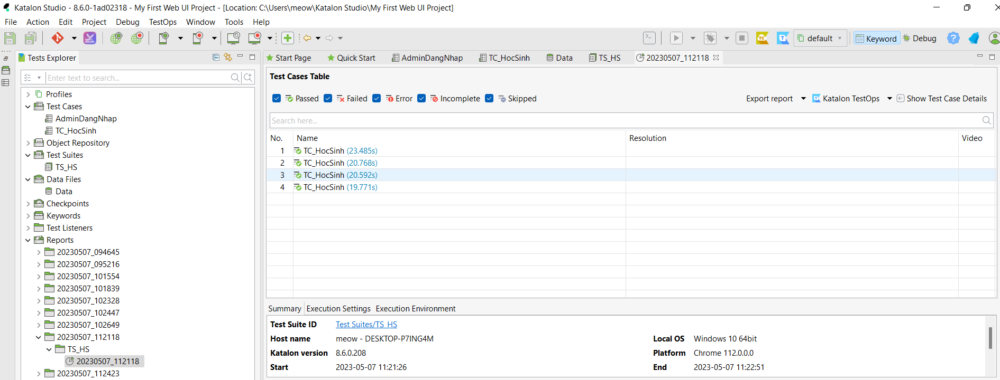 Katalon Studio - 8.6.0-1ad02318 - My First Web UI Project - [Location: C:\Users\meow\Katalon Studio\My First Web UI Project]
File Action Edit Project Debug TestOps Window Tools Help
default Keyword Debug
Tests Explorer
Enter text to search...
Profiles
Test Cases
AdminDangNhap
TC_HocSinh
Object Repository
Test Suites
TS_HS
Data Files
Data
Checkpoints
Keywords
Test Listeners
Reports
20230507_094645
20230507_095216
20230507_101554
20230507_101839
20230507_102328
20230507_102447
20230507_102649
20230507_112118
TS_HS
20230507_112118
20230507_112423
Start Page Quick Start AdminDangNhap TC_HocSinh Data TS_HS 20230507_112118
Test Cases Table
Passed Failed Error Incomplete Skipped Export report Katalon TestOps Show Test Case Details
Search here...
No. Name Resolution Video
1 TC_HocSinh (23.485s)
2 TC_HocSinh (20.768s)
3 TC_HocSinh (20.592s)
4 TC_HocSinh (19.771s)
Summary Execution Settings Execution Environment
Test Suite ID Test Suites/TS_HS
Host name meow - DESKTOP-P7ING4M Local OS Windows 10 64bit
Katalon version 8.6.0.208 Platform Chrome 112.0.0.0
Start 2023-05-07 11:21:26 End 2023-05-07 11:22:51